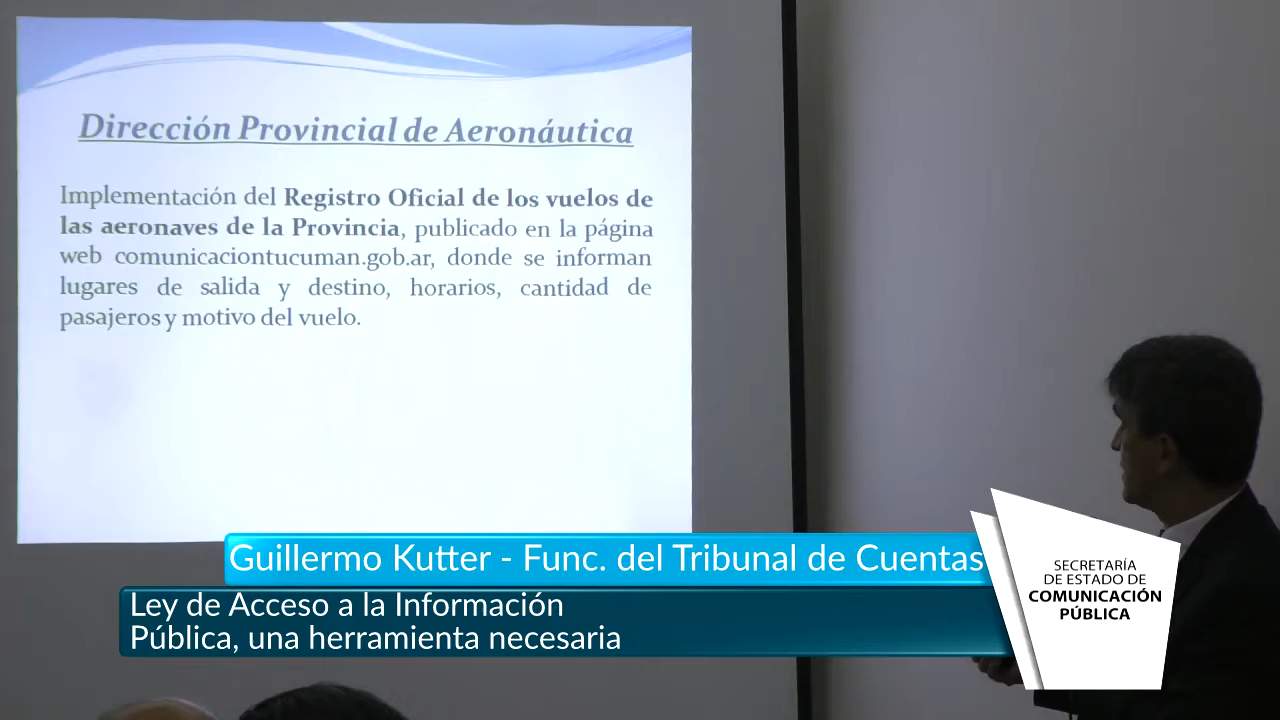 Dirección Provincial de Aeronáutica
Implementación del Registro Oficial de los vuelos de
las aeronaves de la Provincia, publicado en la página
web comunicaciontucuman.gob.ar, donde se informan
lugares de salida y destino, horarios, cantidad de
pasajeros y motivo del vuelo.
Guillermo Kutter - Func. del Tribunal de Cuentas
Ley de Acceso a la Información
Pública, una herramienta necesaria
SECRETARÍA
DE ESTADO DE
COMUNICACIÓN
PÚBLICA